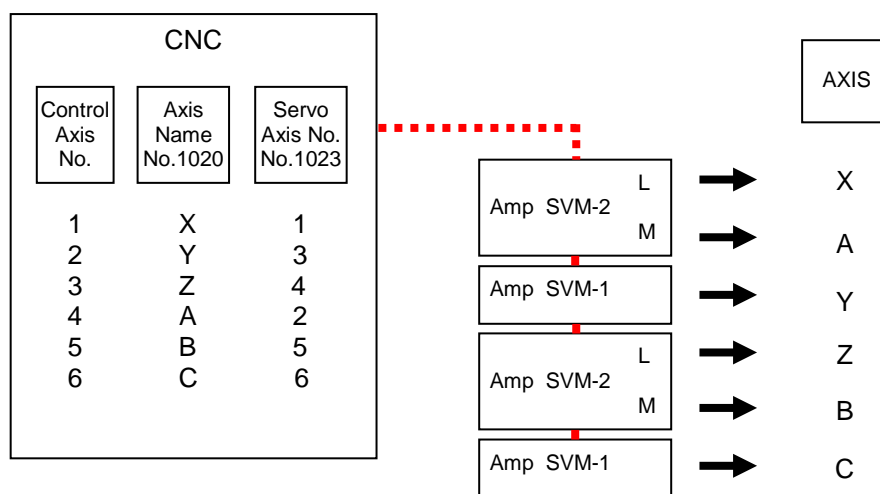 CNC
Control
Axis
No.
Axis
Name
No.1020
Servo
Axis No.
No.1023
1 X 1
2 Y 3
3 Z 4
4 A 2
5 B 5
6 C 6
AXIS
Amp SVM-2
L
M
X
A
Amp SVM-1
Y
Amp SVM-2
L
M
Z
B
Amp SVM-1
C